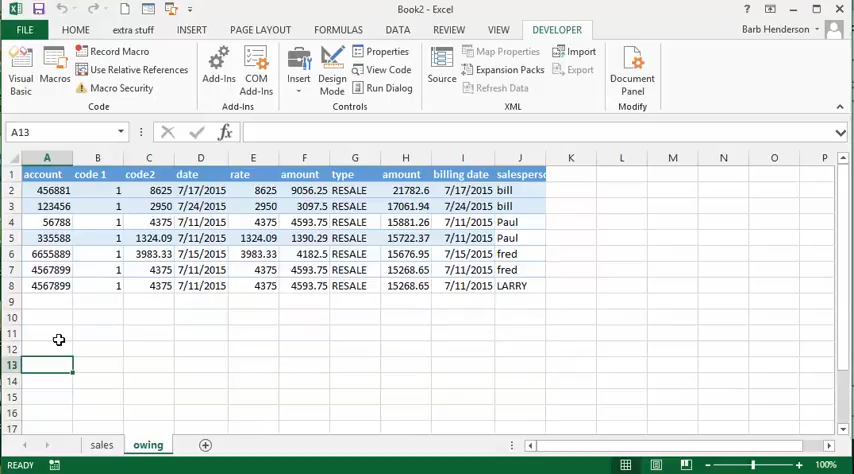 Book2 - Excel
FILE HOME extra stuff INSERT PAGE LAYOUT FORMULAS DATA REVIEW VIEW DEVELOPER Barb Henderson
Visual Basic
Macros
Record Macro
Use Relative References
Macro Security
Code
Add-Ins
COM Add-Ins
Add-Ins
Insert
Design Mode
Properties
View Code
Run Dialog
Controls
Source
Map Properties
Expansion Packs
Refresh Data
Import
Export
XML
Document Panel
Modify
A13 fx
A B C D E F G H I J K L M N O P
1 account code 1 code2 date rate amount type amount billing date salesperso
2 456881 1 8625 7/17/2015 8625 9056.25 RESALE 21782.6 7/17/2015 bill
3 123456 1 2950 7/24/2015 2950 3097.5 RESALE 17061.94 7/24/2015 bill
4 56788 1 4375 7/11/2015 4375 4593.75 RESALE 15881.26 7/11/2015 Paul
5 335588 1 1324.09 7/11/2015 1324.09 1390.29 RESALE 15722.37 7/11/2015 Paul
6 6655889 1 3983.33 7/15/2015 3983.33 4182.5 RESALE 15676.95 7/15/2015 fred
7 4567899 1 4375 7/11/2015 4375 4593.75 RESALE 15268.65 7/11/2015 fred
8 4567899 1 4375 7/11/2015 4375 4593.75 RESALE 15268.65 7/11/2015 LARRY
9
10
11
12
13
14
15
16
17
sales owing
READY 100%